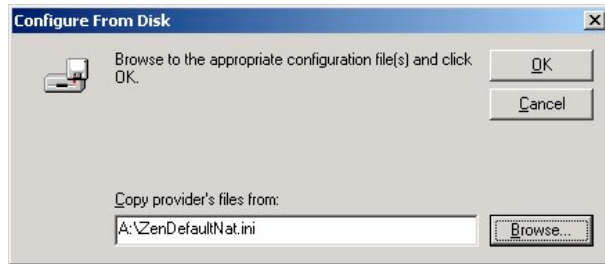 Configure From Disk
Browse to the appropriate configuration file(s) and click
OK.
OK
Cancel
Copy provider's files from:
A:\ZenDefaultNat.ini
Browse...